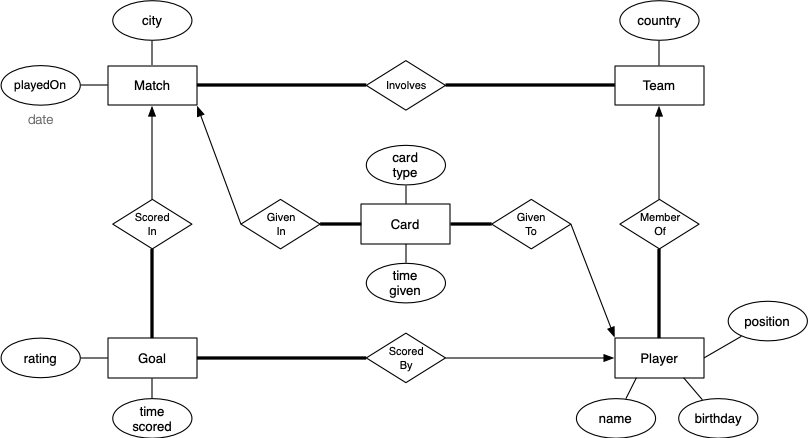 city
country
playedOn
Match
Involves
Team
date
card
type
Scored
In
Given
In
Card
Given
To
Member
Of
time
given
position
rating
Goal
Scored
By
Player
time
scored
name
birthday